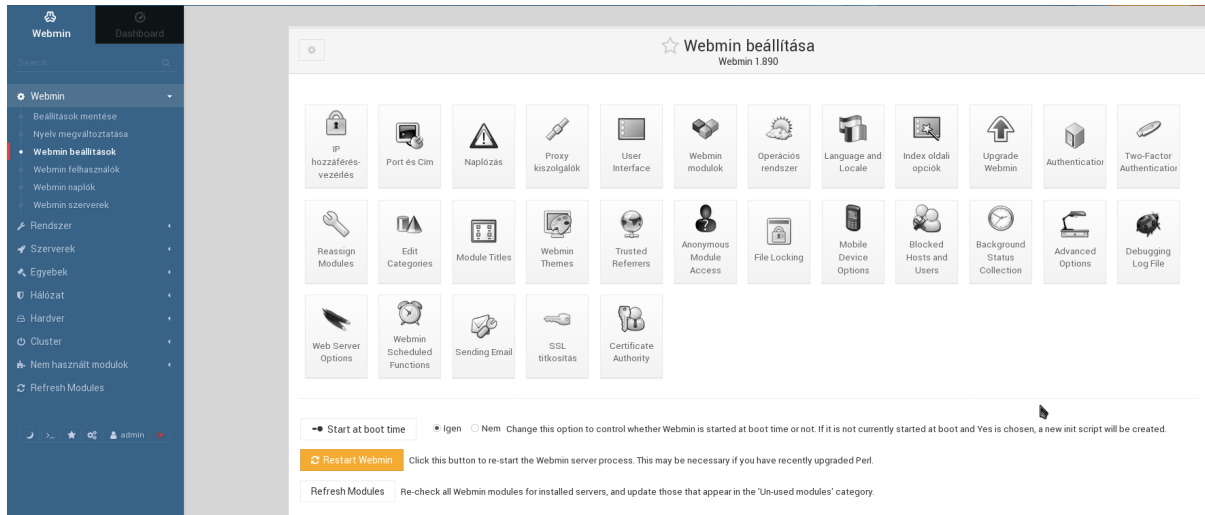 Webmin
Dashboard
Search
Webmin
Beállítások mentése
Nyelv megváltoztatása
Webmin beállítások
Webmin felhasználók
Webmin naplók
Webmin szerverek
Rendszer
Szerverek
Egyebek
Hálózat
Hardver
Cluster
Nem használt modulok
Refresh Modules
admin
Webmin beállítása
Webmin 1.890
IP
hozzáférés-
vezérlés
Port és Cím
Naplózás
Proxy
kiszolgálók
User
Interface
Webmin
modulok
Operációs
rendszer
Language and
Locale
Index oldali
opciók
Upgrade
Webmin
Authentication
Two-Factor
Authentication
Reassign
Modules
Edit
Categories
Module Titles
Webmin
Themes
Trusted
Referrers
Anonymous
Module
Access
File Locking
Mobile
Device
Options
Blocked
Hosts and
Users
Background
Status
Collection
Advanced
Options
Debugging
Log File
Web Server
Options
Webmin
Scheduled
Functions
Sending Email
SSL
titkosítás
Certificate
Authority
Start at boot time Igen Nem Change this option to control whether Webmin is started at boot time or not. If it is not currently started at boot and Yes is chosen, a new init script will be created.
Restart Webmin Click this button to re-start the Webmin server process. This may be necessary if you have recently upgraded Perl.
Refresh Modules Re-check all Webmin modules for installed servers, and update those that appear in the 'Un-used modules' category.